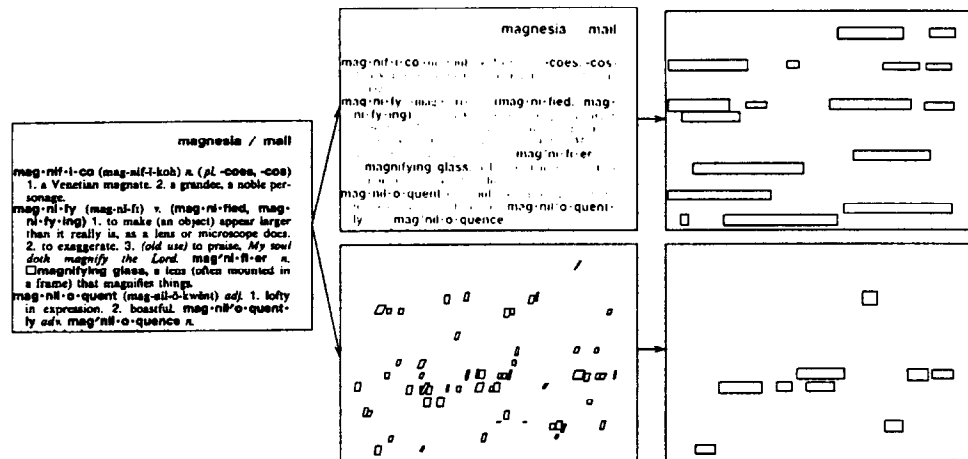 magnesia / mail
mag·nif·i·co (mag-nif-ĭ-koh) n. (pl. -coes, -cos)
1. a Venetian magnate. 2. a grandee, a noble per-
sonage.
mag·ni·fy (mag-nĭ-fɪ) v. (mag·ni·fied, mag·
ni·fy·ing) 1. to make (an object) appear larger
than it really is, as a lens or microscope does.
2. to exaggerate. 3. (old use) to praise, My soul
doth magnify the Lord. mag′ni·fi·er n.
□magnifying glass, a lens (often mounted in
a frame) that magnifies things.
mag·nil·o·quent (mag-nil-ŏ-kwĕnt) adj. 1. lofty
in expression. 2. boastful. mag·nil′o·quent·
ly adv. mag′nil·o·quence n.
magnesia mail
mag·nif·i·co -coes, -cos·
mag·ni·fy (mag·ni·fied, mag·
ni·fy·ing)
mag′ni·fi·er
magnifying glass,
mag·nil·o·quent
mag·nil′o·quent·
ly mag′nil·o·quence